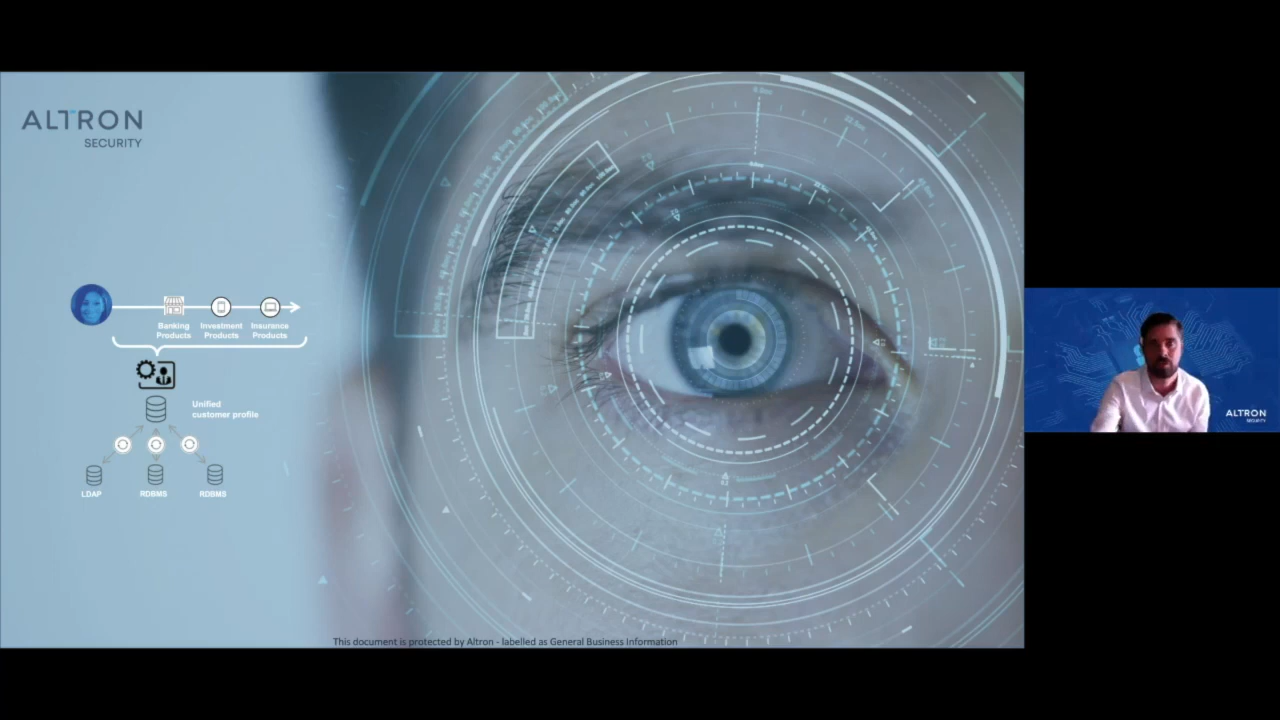 ALTRON
SECURITY
Banking
Products
Investment
Products
Insurance
Products
Unified
customer profile
LDAP
RDBMS
RDBMS
This document is protected by Altron - labelled as General Business Information
ALTRON
SECURITY